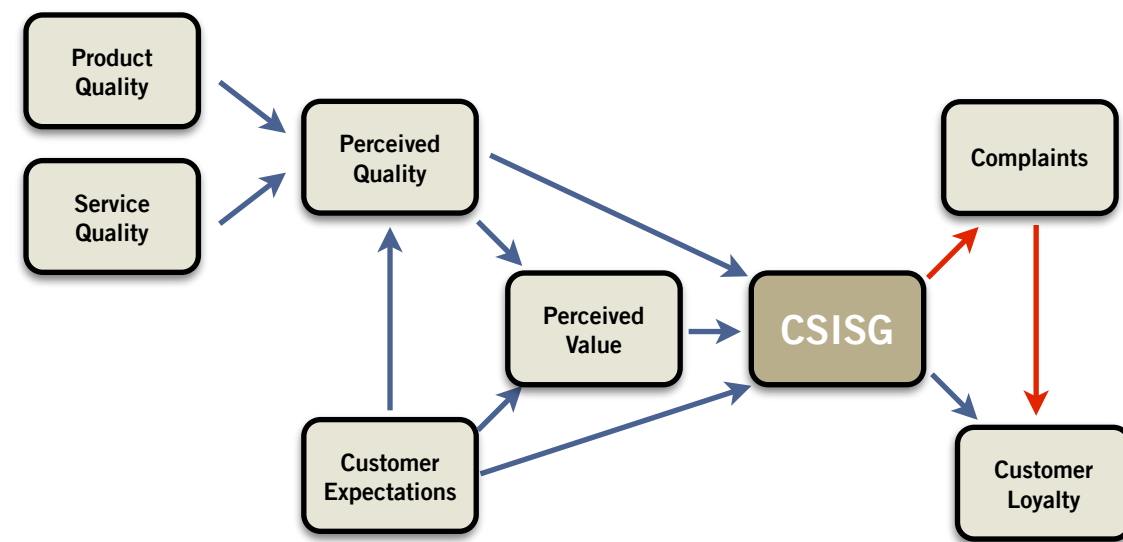 Product
Quality
Service
Quality
Perceived
Quality
Customer
Expectations
Perceived
Value
CSISG
Complaints
Customer
Loyalty